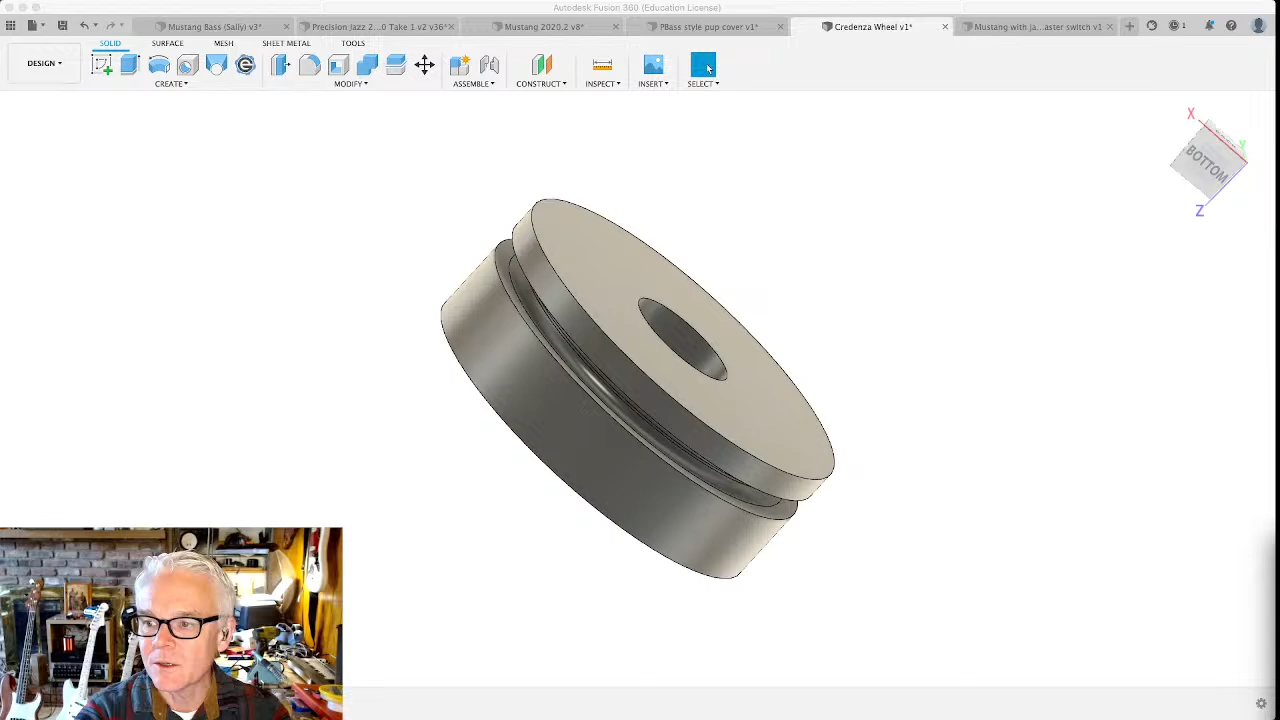 Autodesk Fusion 360 (Education License)
Mustang Bass (Sally) v3*
Precision Jazz 2...0 Take 1 v2 v36*
Mustang 2020.2 v8*
PBass style pup cover v1*
Credenza Wheel v1*
Mustang with ja...aster switch v1
1
SOLID
SURFACE
MESH
SHEET METAL
TOOLS
DESIGN
CREATE
MODIFY
ASSEMBLE
CONSTRUCT
INSPECT
INSERT
SELECT
X
Y
BOTTOM
Z